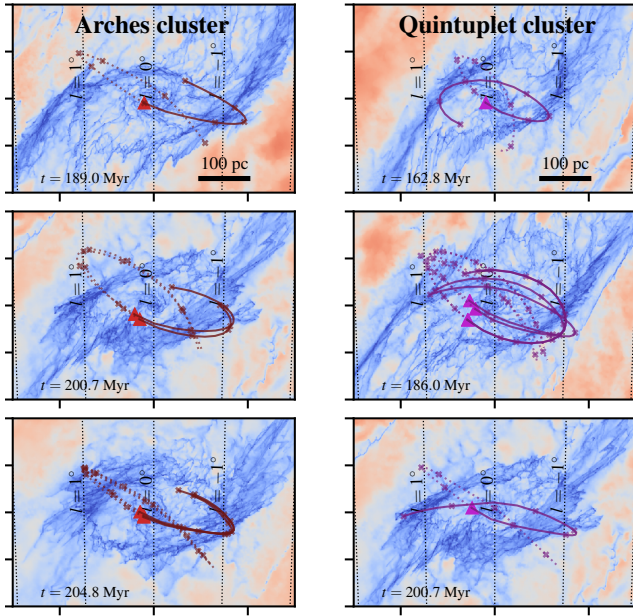 Arches cluster
l = 1°
l = 0°
l = −1°
t = 189.0 Myr
100 pc
Quintuplet cluster
l = 1°
l = 0°
l = −1°
t = 162.8 Myr
100 pc
l = 1°
l = 0°
l = −1°
t = 200.7 Myr
l = 1°
l = 0°
l = −1°
t = 186.0 Myr
l = 1°
l = 0°
l = −1°
t = 204.8 Myr
l = 1°
l = 0°
l = −1°
t = 200.7 Myr